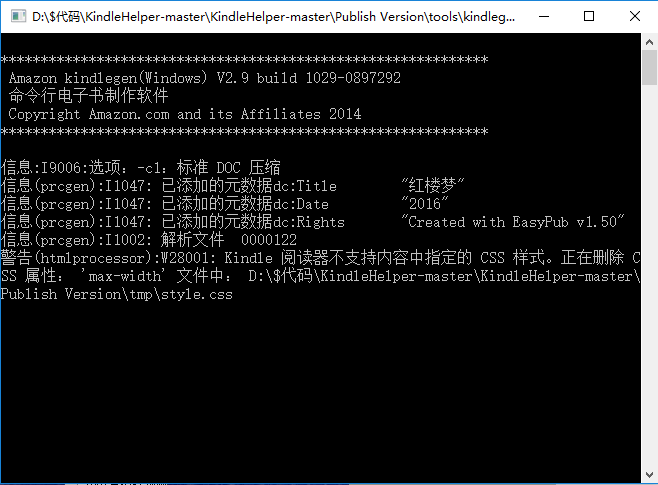 D:\$代码\KindleHelper-master\KindleHelper-master\Publish Version\tools\kindleg...
*************************************************************
Amazon kindlegen(Windows) V2.9 build 1029-0897292
命令行电子书制作软件
Copyright Amazon.com and its Affiliates 2014
*************************************************************
信息:I9006:选项：-c1：标准 DOC 压缩
信息(prcgen):I1047: 已添加的元数据dc:Title        "红楼梦"
信息(prcgen):I1047: 已添加的元数据dc:Date         "2016"
信息(prcgen):I1047: 已添加的元数据dc:Rights       "Created with EasyPub v1.50"
信息(prcgen):I1002: 解析文件  0000122
警告(htmlprocessor):W28001: Kindle 阅读器不支持内容中指定的 CSS 样式。正在删除 C
SS 属性： 'max-width' 文件中： D:\$代码\KindleHelper-master\KindleHelper-master\
Publish Version\tmp\style.css